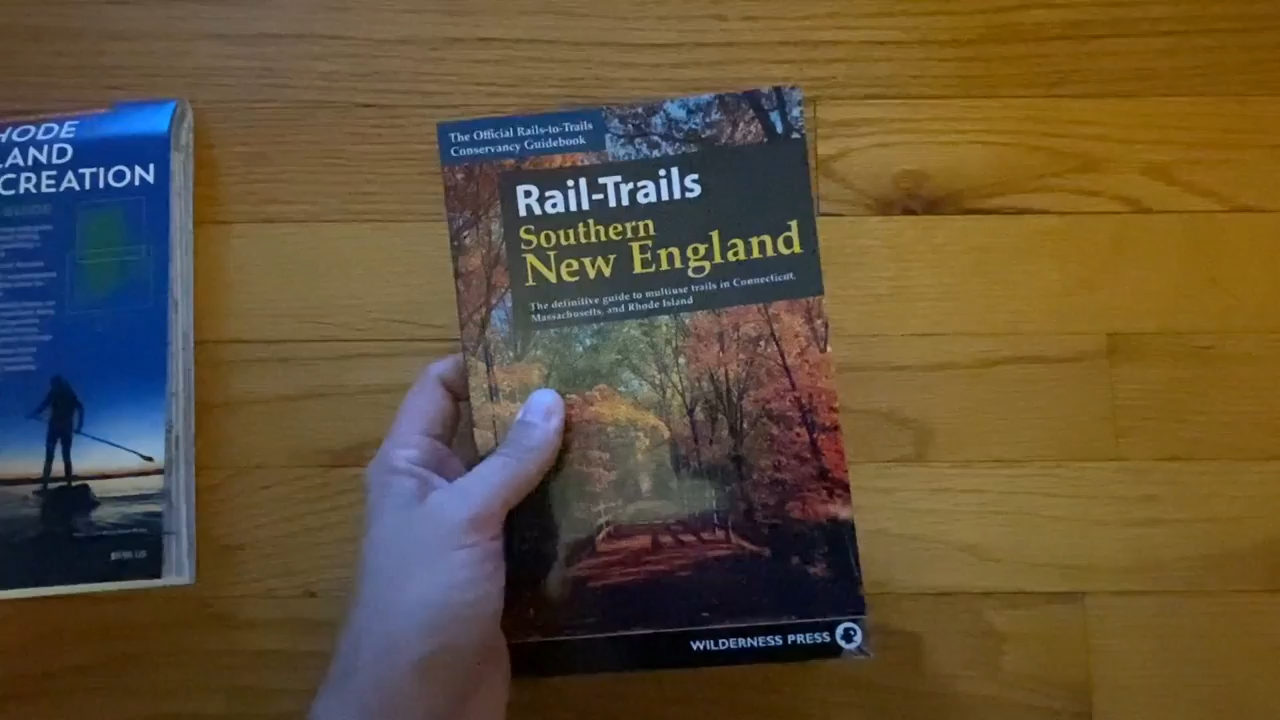 HODE
LAND
CREATION
GUIDE
The Official Rails-to-Trails
Conservancy Guidebook
Rail-Trails
Southern
New England
The definitive guide to multiuse trails in Connecticut,
Massachusetts, and Rhode Island
WILDERNESS PRESS